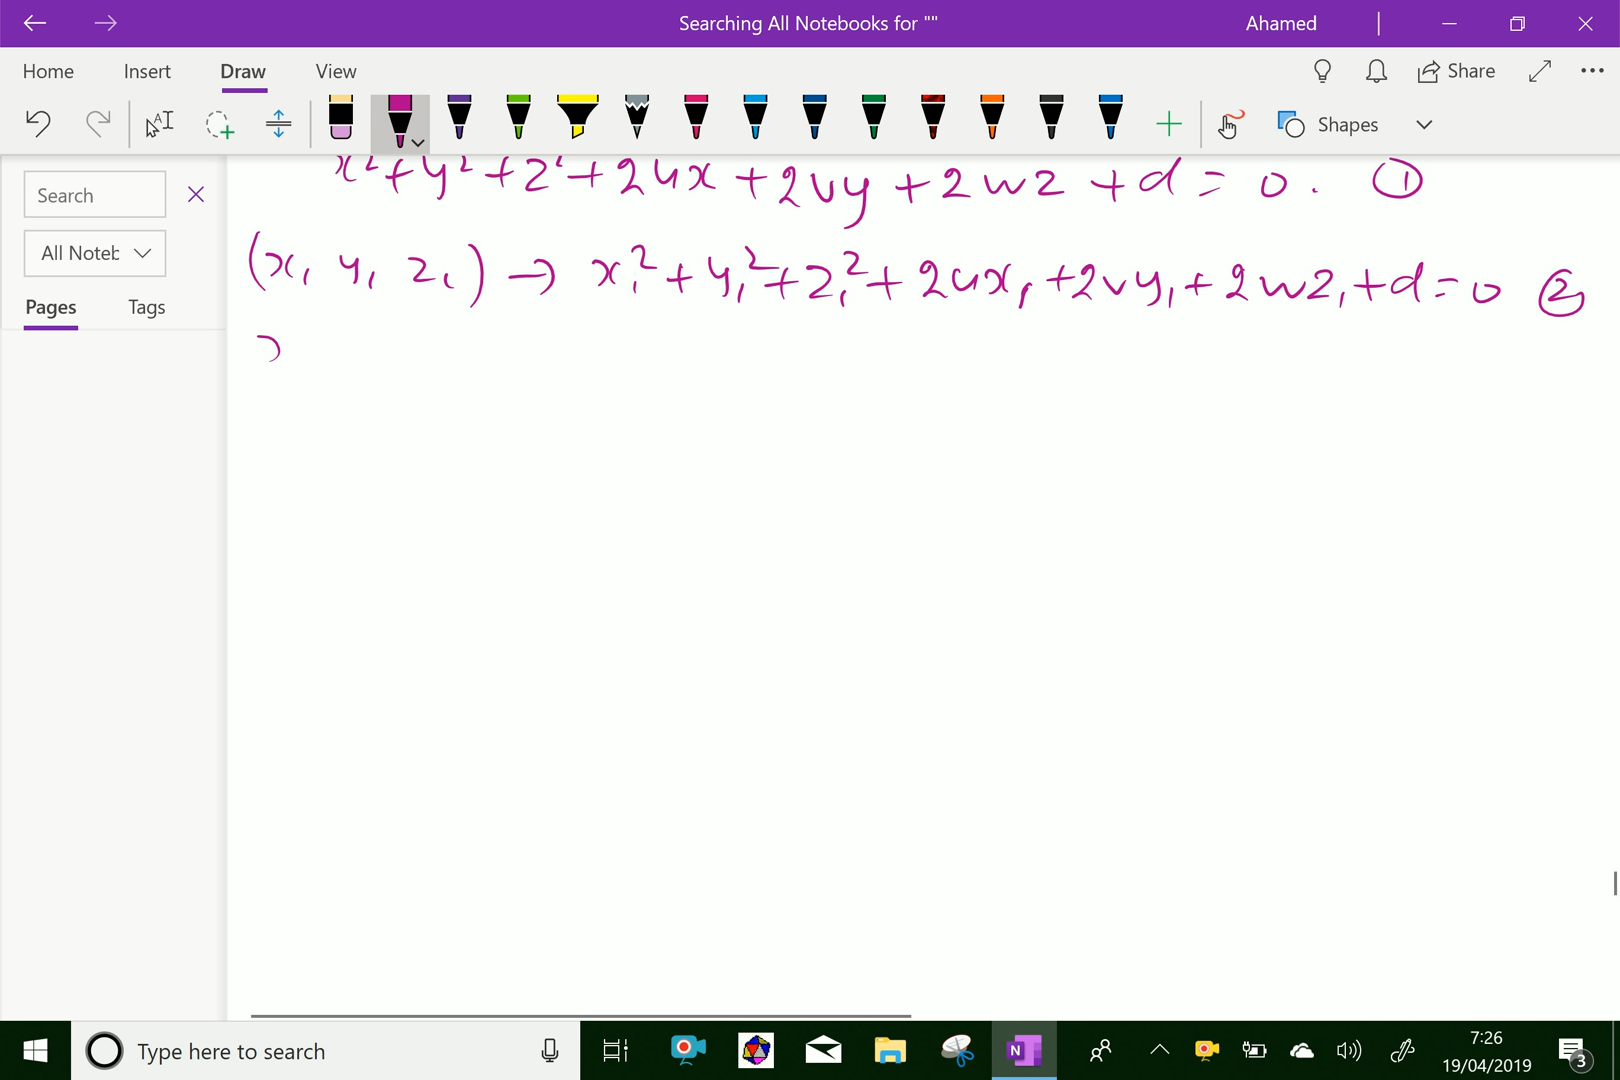 Searching All Notebooks for ""
Ahamed
Home Insert Draw View
Share
Shapes
Search
All Noteb
Pages Tags
x²+y²+z²+2ux+2vy+2wz+d=0. ①
(x₁ y₁ z₁) → x₁²+y₁²+z₁²+2ux₁+2vy₁+2wz₁+d=0 ②
Type here to search
N
7:26
19/04/2019
3